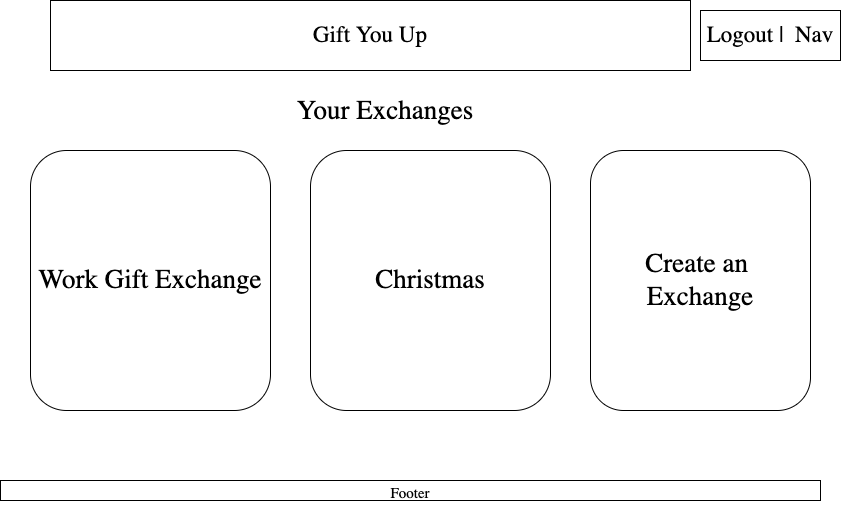 Gift You Up
Logout | Nav
Your Exchanges
Work Gift Exchange
Christmas
Create an
Exchange
Footer